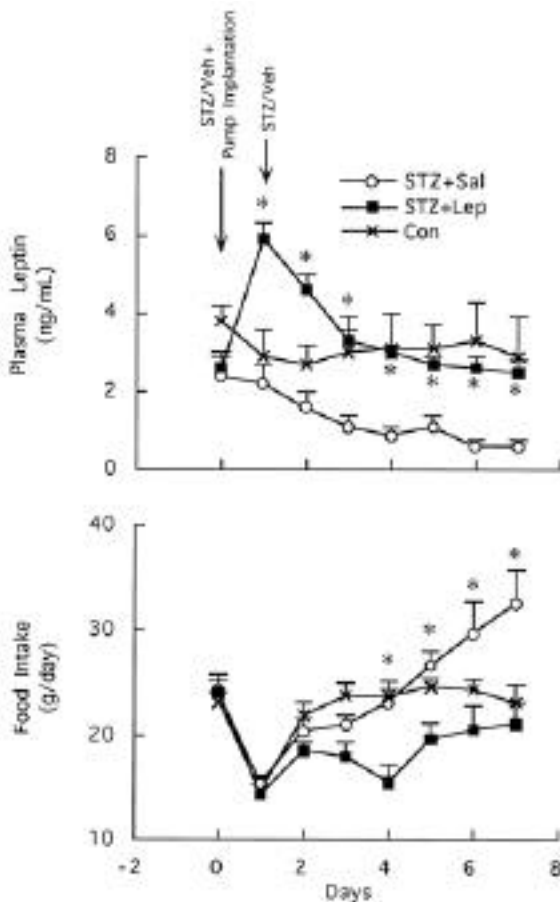 STZ/Veh +
Pump Implantation
STZ/Veh
STZ+Sal
STZ+Lep
Con
Plasma Leptin
(ng/mL)
6
4
2
0
* * * * * * *
Food Intake
(g/day)
40
30
20
10
* * * *
-2 0 2 4 6 8
Days